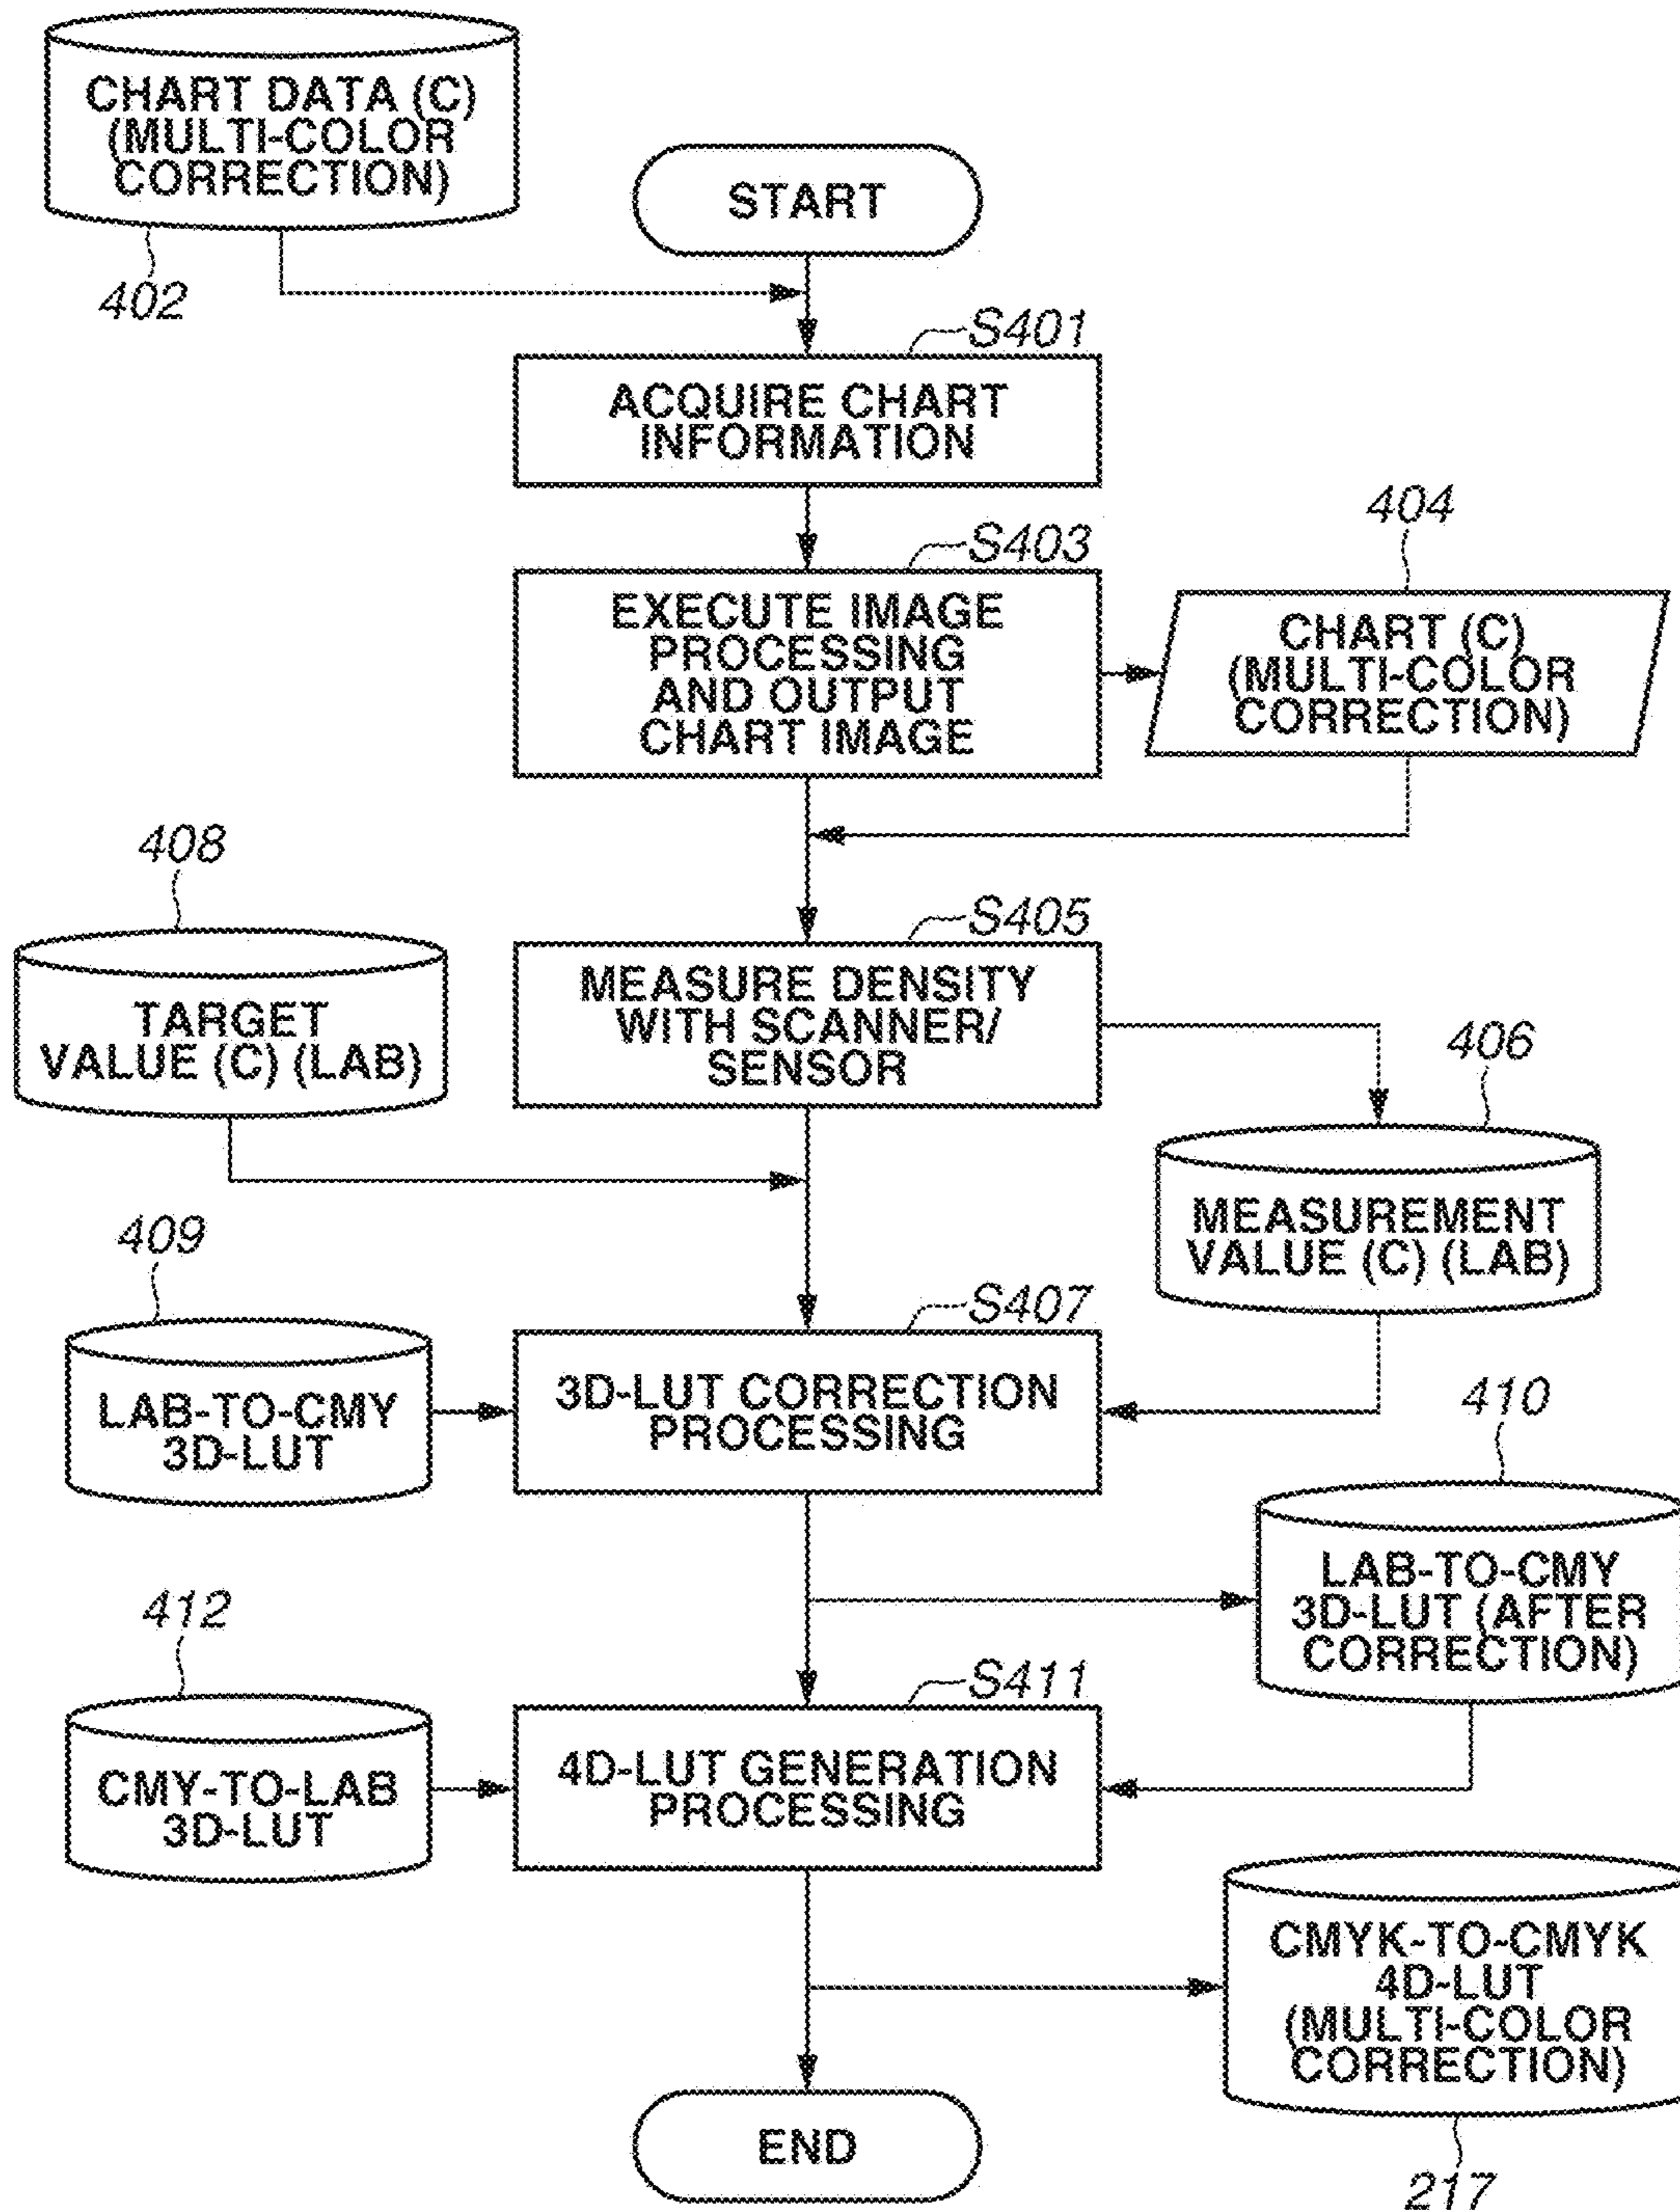 CHART DATA (C)
(MULTI-COLOR
CORRECTION)
402
START
S401
ACQUIRE CHART
INFORMATION
S403
EXECUTE IMAGE
PROCESSING
AND OUTPUT
CHART IMAGE
404
CHART (C)
(MULTI-COLOR
CORRECTION)
408
TARGET
VALUE (C) (LAB)
S405
MEASURE DENSITY
WITH SCANNER/
SENSOR
406
MEASUREMENT
VALUE (C) (LAB)
409
LAB-TO-CMY
3D-LUT
S407
3D-LUT CORRECTION
PROCESSING
410
LAB-TO-CMY
3D-LUT (AFTER
CORRECTION)
412
CMY-TO-LAB
3D-LUT
S411
4D-LUT GENERATION
PROCESSING
CMYK-TO-CMYK
4D-LUT
(MULTI-COLOR
CORRECTION)
217
END